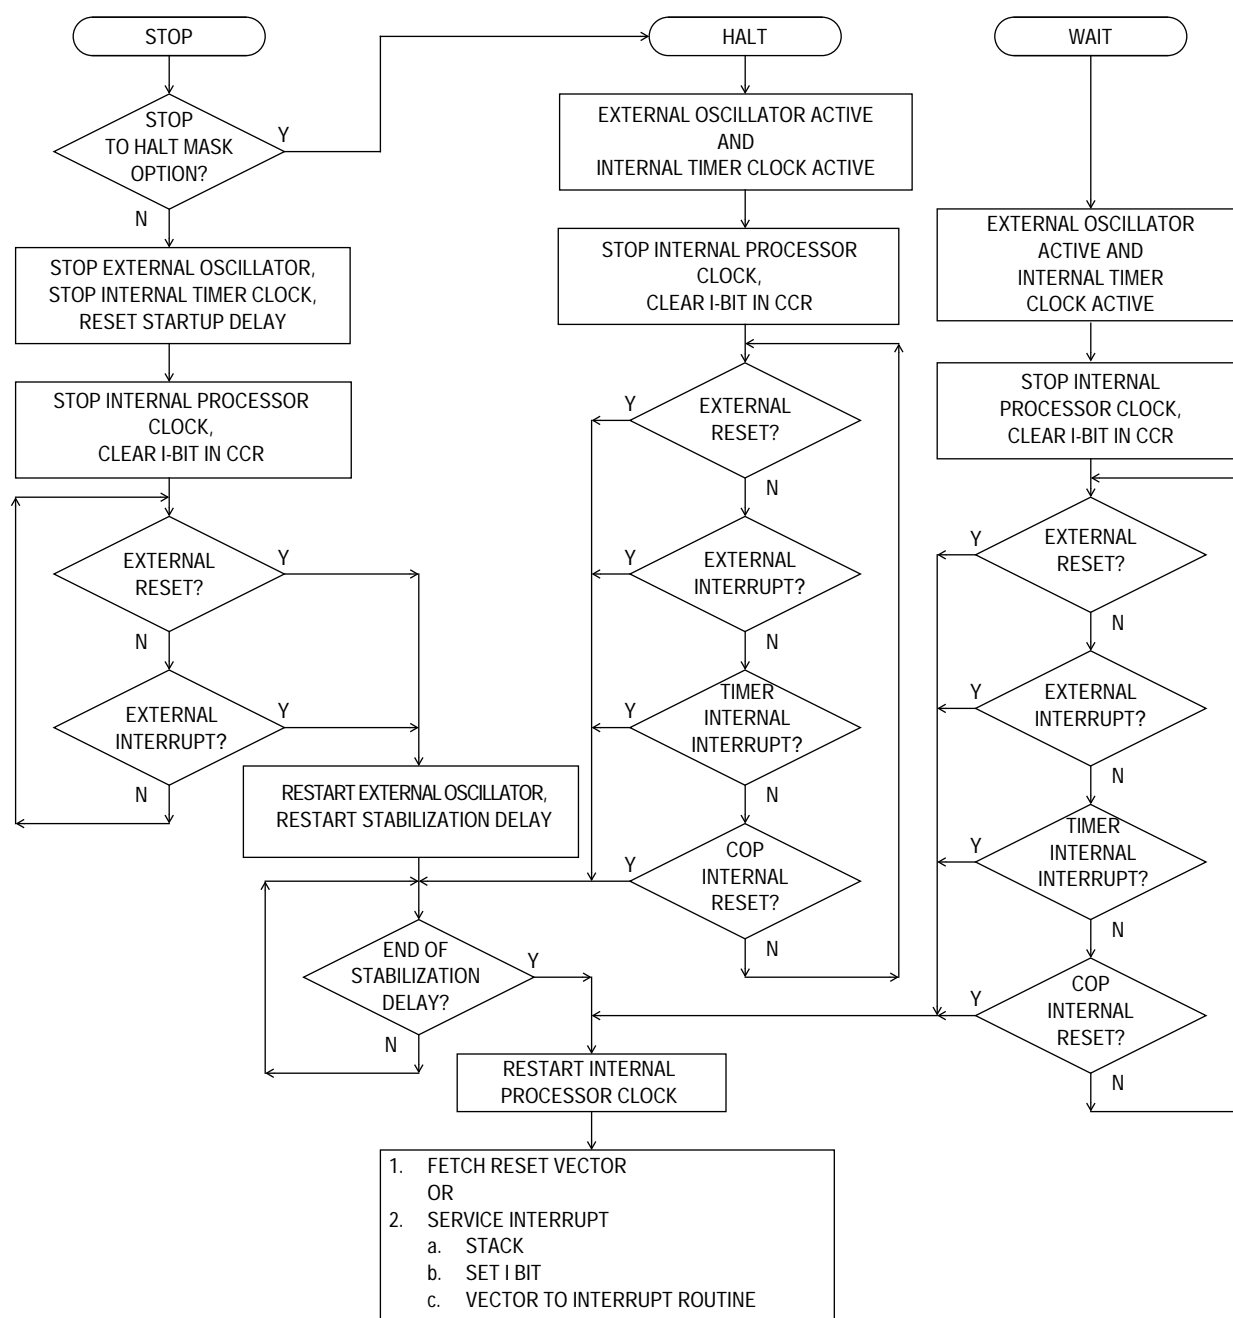 STOP
HALT
WAIT
STOP
TO HALT MASK
OPTION?
Y
N
STOP EXTERNAL OSCILLATOR,
STOP INTERNAL TIMER CLOCK,
RESET STARTUP DELAY
STOP INTERNAL PROCESSOR
CLOCK,
CLEAR I-BIT IN CCR
EXTERNAL
RESET?
Y
N
EXTERNAL
INTERRUPT?
Y
N
RESTART EXTERNAL OSCILLATOR,
RESTART STABILIZATION DELAY
END OF
STABILIZATION
DELAY?
Y
N
EXTERNAL OSCILLATOR ACTIVE
AND
INTERNAL TIMER CLOCK ACTIVE
STOP INTERNAL PROCESSOR
CLOCK,
CLEAR I-BIT IN CCR
Y
EXTERNAL
RESET?
N
Y
EXTERNAL
INTERRUPT?
N
Y
TIMER
INTERNAL
INTERRUPT?
N
Y
COP
INTERNAL
RESET?
N
EXTERNAL OSCILLATOR
ACTIVE AND
INTERNAL TIMER
CLOCK ACTIVE
STOP INTERNAL
PROCESSOR CLOCK,
CLEAR I-BIT IN CCR
Y
EXTERNAL
RESET?
N
Y
EXTERNAL
INTERRUPT?
N
Y
TIMER
INTERNAL
INTERRUPT?
N
Y
COP
INTERNAL
RESET?
N
RESTART INTERNAL
PROCESSOR CLOCK
1. FETCH RESET VECTOR
OR
2. SERVICE INTERRUPT
a. STACK
b. SET I BIT
c. VECTOR TO INTERRUPT ROUTINE